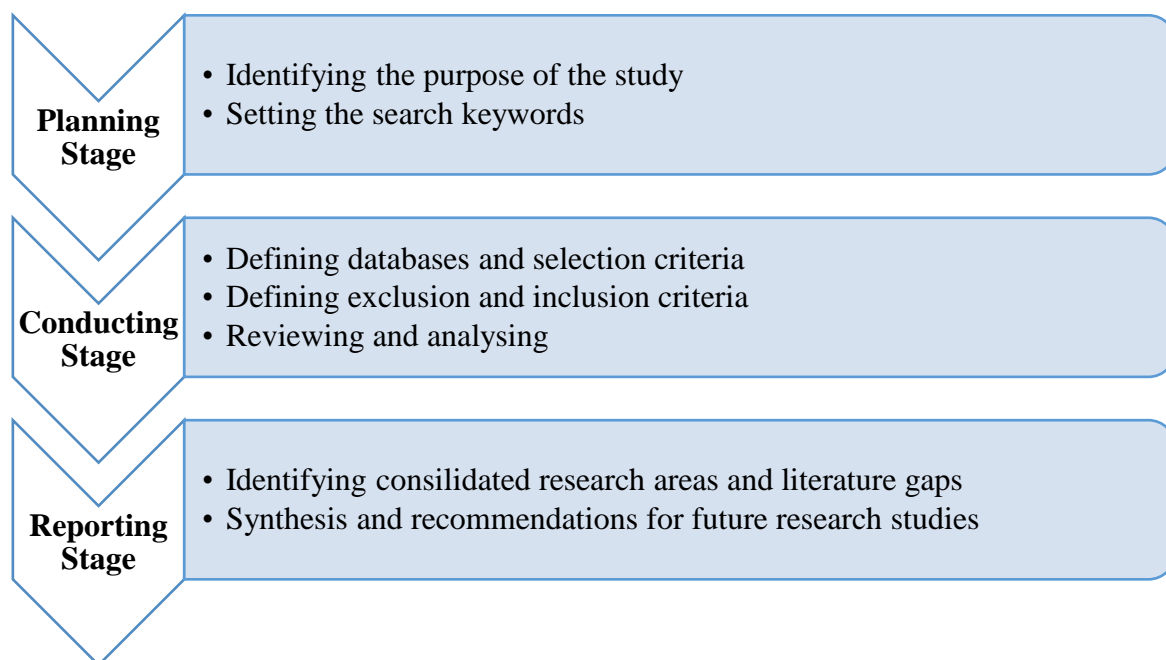 Planning
Stage
• Identifying the purpose of the study
• Setting the search keywords
Conducting
Stage
• Defining databases and selection criteria
• Defining exclusion and inclusion criteria
• Reviewing and analysing
Reporting
Stage
• Identifying consilidated research areas and literature gaps
• Synthesis and recommendations for future research studies